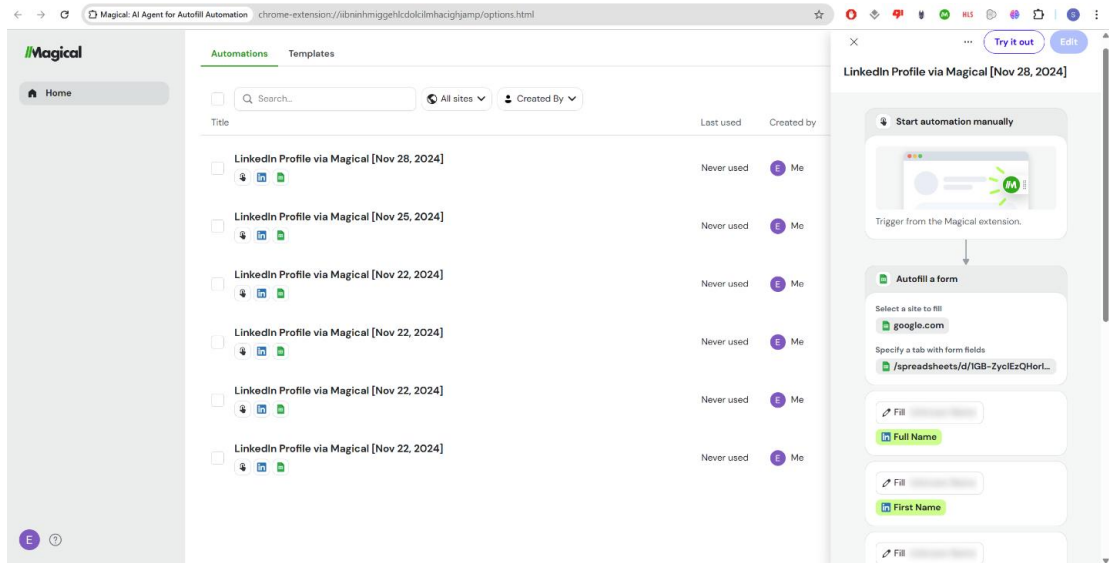 Magical: AI Agent for Autofill Automation
chrome-extension://iibninhmiggehlcdolcilmhacighjamp/options.html
HLS
S
Magical
Home
Automations
Templates
Search...
All sites
Created By
Title
Last used
Created by
LinkedIn Profile via Magical [Nov 28, 2024]
Never used
E Me
LinkedIn Profile via Magical [Nov 25, 2024]
Never used
E Me
LinkedIn Profile via Magical [Nov 22, 2024]
Never used
E Me
LinkedIn Profile via Magical [Nov 22, 2024]
Never used
E Me
LinkedIn Profile via Magical [Nov 22, 2024]
Never used
E Me
LinkedIn Profile via Magical [Nov 22, 2024]
Never used
E Me
E
Try it out
Edit
LinkedIn Profile via Magical [Nov 28, 2024]
Start automation manually
Trigger from the Magical extension.
Autofill a form
Select a site to fill
google.com
Specify a tab with form fields
/spreadsheets/d/1GB-ZyclEzQHorl...
Fill
Full Name
Fill
First Name
Fill